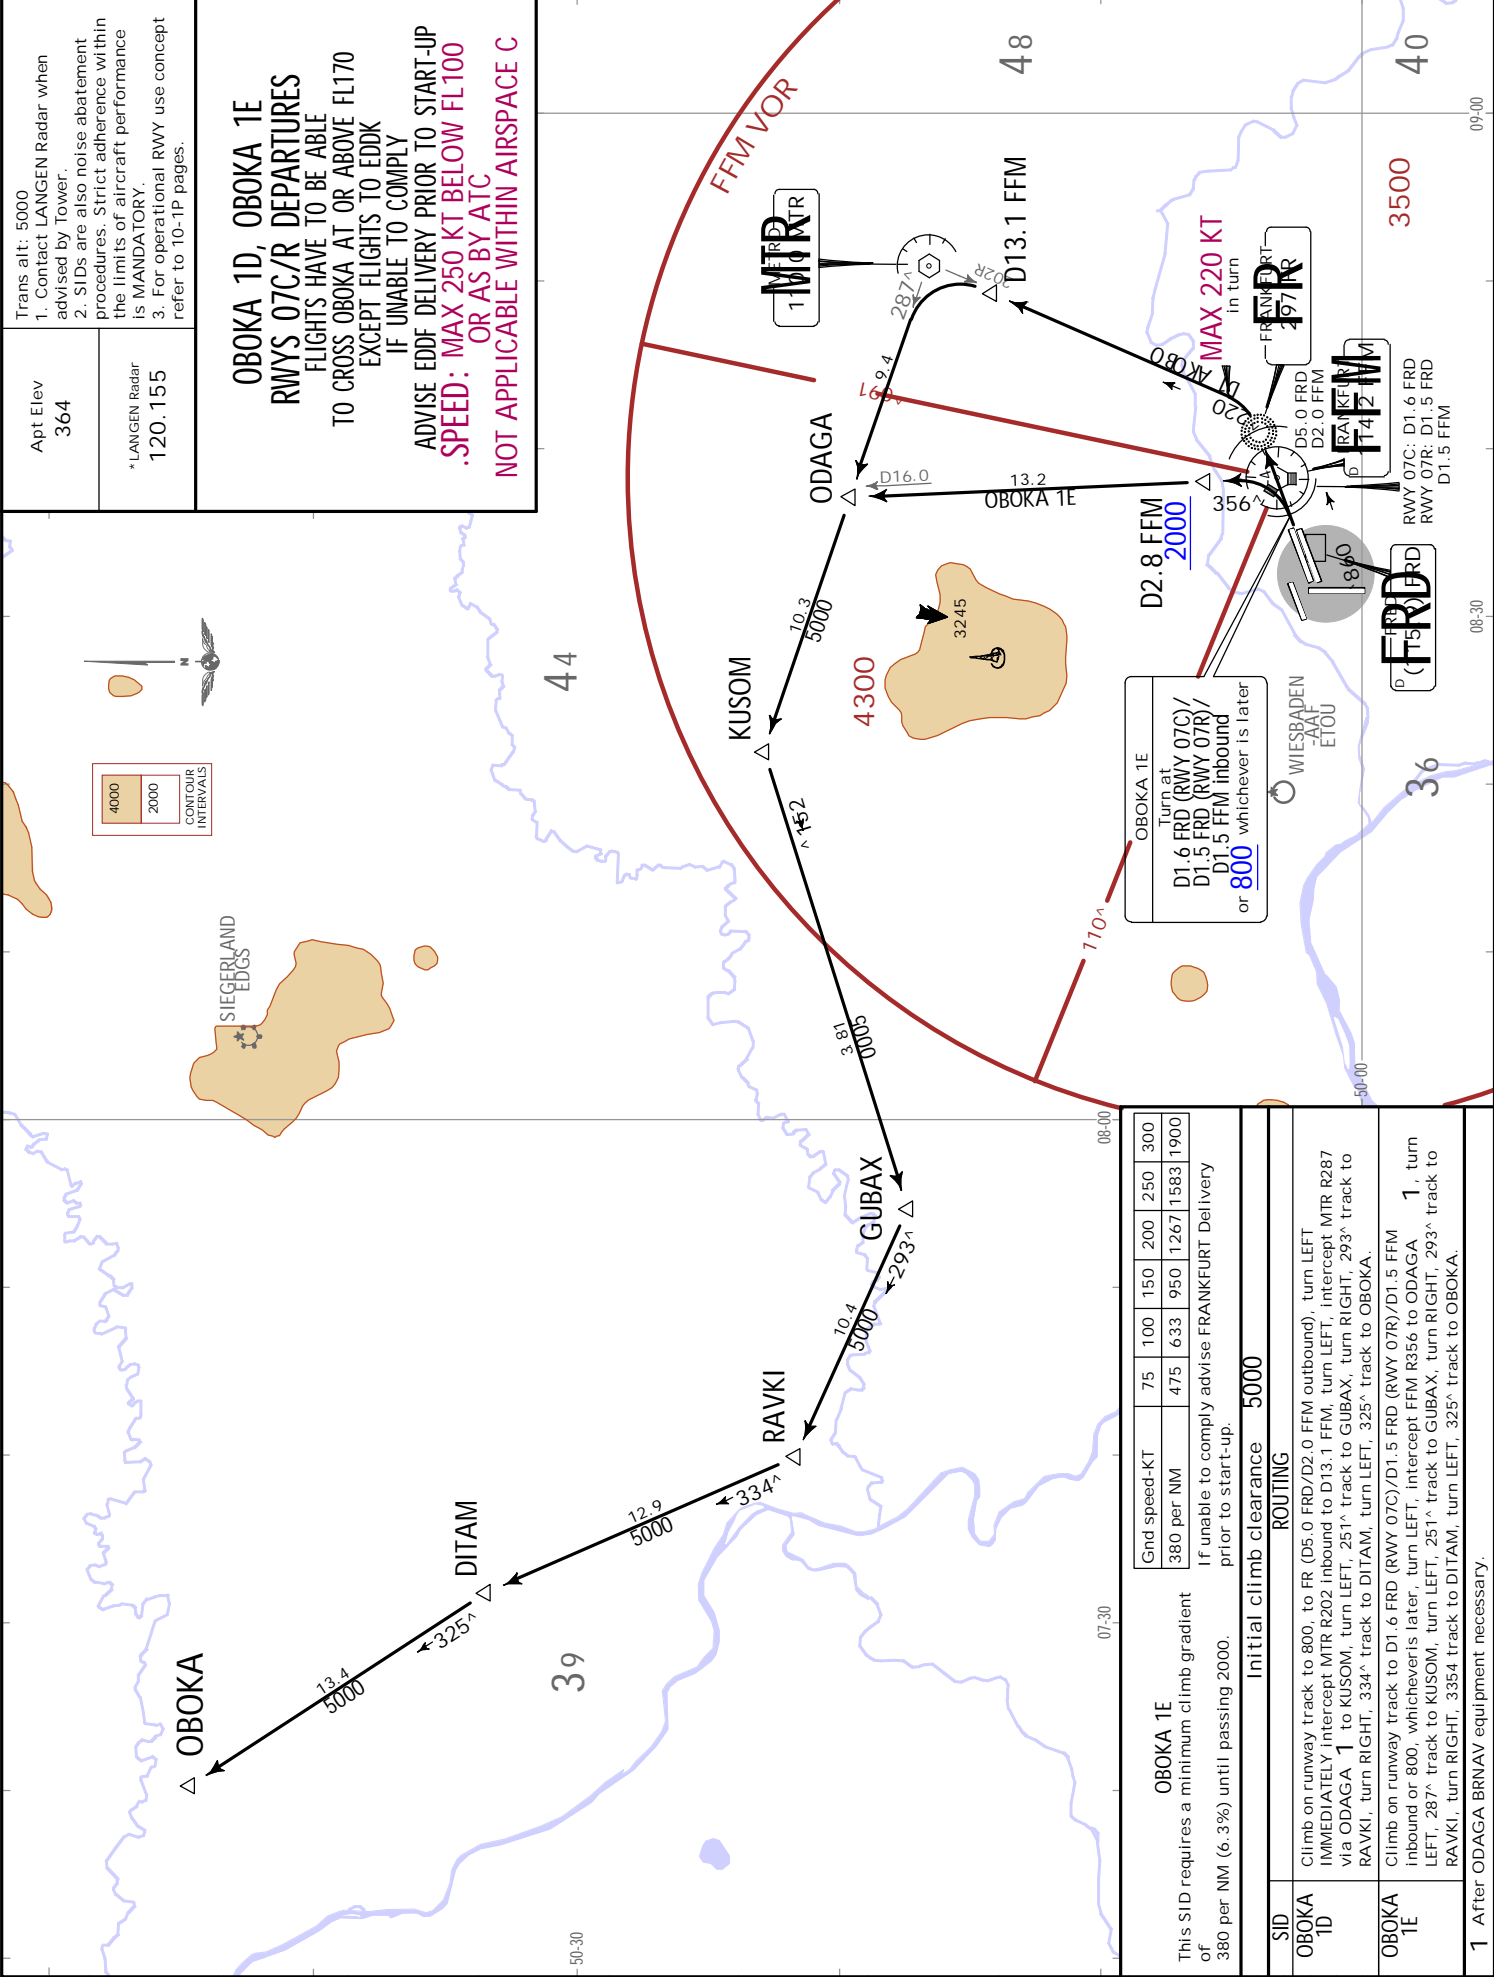 Apt Elev
364
*LANGEN Radar
120.155
Trans alt: 5000
1. Contact LANGEN Radar when
advised by Tower.
2. SIDs are also noise abatement
procedures. Strict adherence within
the limits of aircraft performance
is MANDATORY.
3. For operational RWY use concept
refer to 10-1P pages.
OBOKA 1D, OBOKA 1E
RWYS 07C/R DEPARTURES
FLIGHTS HAVE TO BE ABLE
TO CROSS OBOKA AT OR ABOVE FL170
EXCEPT FLIGHTS TO EDDK
IF UNABLE TO COMPLY
ADVISE EDDF DELIVERY PRIOR TO START-UP
.SPEED: MAX 250 KT BELOW FL100
OR AS BY ATC
NOT APPLICABLE WITHIN AIRSPACE C
CONTOUR
INTERVALS
4000
2000
N
SIEGERLAND
EDGS
OBOKA
13.4
5000
325^
DITAM
12.9
5000
334^
RAVKI
10.4
5000
293^
GUBAX
3.81
5000
^152
KUSOM
10.3
5000
ODAGA
D16.0
9.4
287^
202R
MTR
D13.1 FFM
FFM VOR
13.2
OBOKA 1E
D2.8 FFM
2000
356^
MAX 220 KT
in turn
220
FRANKFURT
FR
FFM
D5.0 FRD
D2.0 FFM
RWY 07C: D1.6 FRD
RWY 07R: D1.5 FRD
D1.5 FFM
FRD
D
D
860
3245
4300
3500
110^
44
48
40
39
36
WIESBADEN
-AAF
ETOU
OBOKA 1E
Turn at
D1.6 FRD (RWY 07C)/
D1.5 FRD (RWY 07R)/
D1.5 FFM inbound
or 800 whichever is later
09-00
08-30
08-00
07-30
50-30
50-00
OBOKA 1E
This SID requires a minimum climb gradient
of
380 per NM (6.3%) until passing 2000.
Gnd speed-KT 75 100 150 200 250 300
380 per NM 475 633 950 1267 1583 1900
If unable to comply advise FRANKFURT Delivery
prior to start-up.
Initial climb clearance 5000
SID ROUTING
OBOKA
1D
Climb on runway track to 800, to FR (D5.0 FRD/D2.0 FFM outbound), turn LEFT
IMMEDIATELY intercept MTR R202 inbound to D13.1 FFM, turn LEFT, intercept MTR R287
via ODAGA 1 to KUSOM, turn LEFT, 251^ track to GUBAX, turn RIGHT, 293^ track to
RAVKI, turn RIGHT, 334^ track to DITAM, turn LEFT, 325^ track to OBOKA.
OBOKA
1E
Climb on runway track to D1.6 FRD (RWY 07C)/D1.5 FRD (RWY 07R)/D1.5 FFM
inbound or 800, whichever is later, turn LEFT, intercept FFM R356 to ODAGA 1, turn
LEFT, 287^ track to KUSOM, turn LEFT, 251^ track to GUBAX, turn RIGHT, 293^ track to
RAVKI, turn RIGHT, 3354 track to DITAM, turn LEFT, 325^ track to OBOKA.
1 After ODAGA BRNAV equipment necessary.